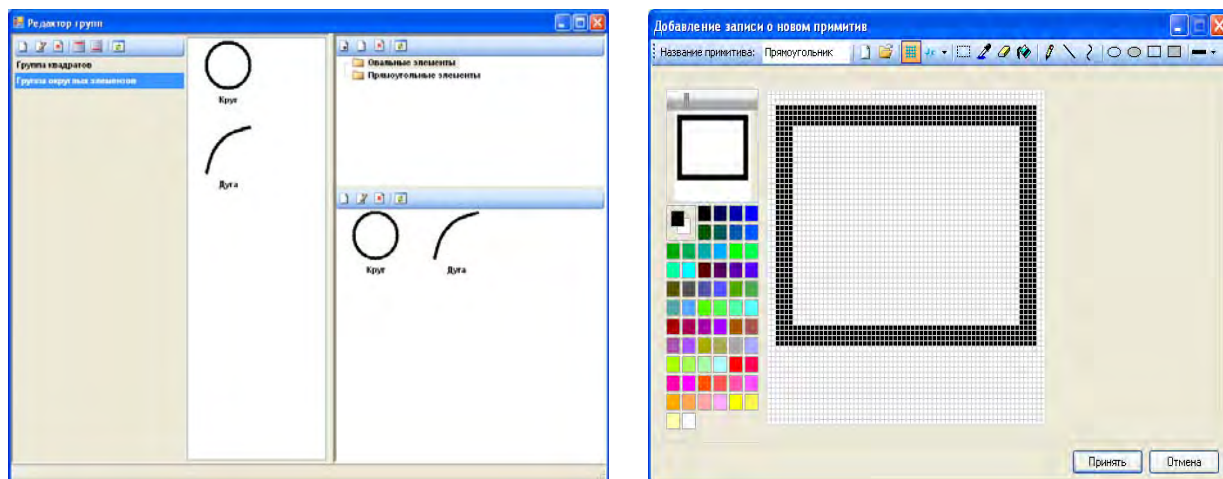 Редактор групп
Группа квадратов
Группа округлых элементов
Круг
Дуга
Овальные элементы
Прямоугольные элементы
Круг
Дуга
Добавление записи о новом примитив
Название примитива: Прямоугольник
Принять
Отмена